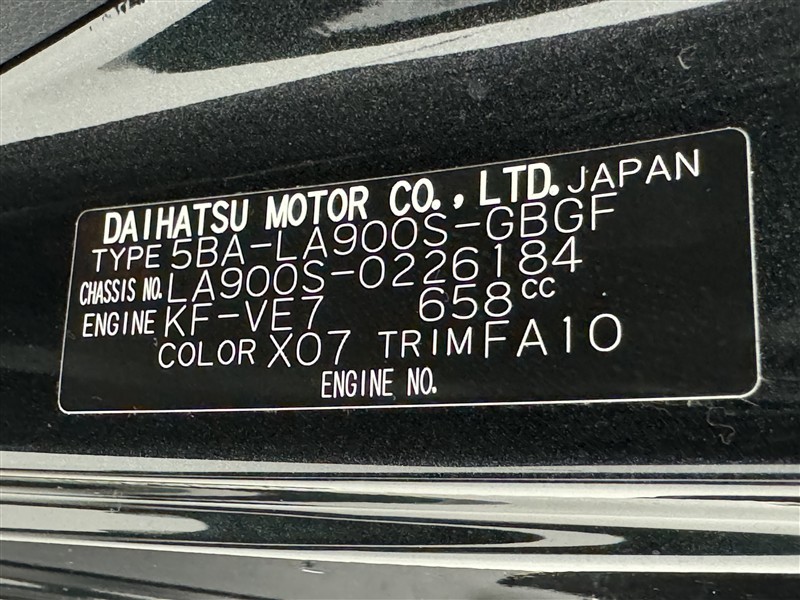 DAIHATSU MOTOR CO., LTD. JAPAN
TYPE 5BA-LA900S-GBGF
CHASSIS NO. LA900S-0226184
ENGINE KF-VE7 658CC
COLOR X07 TRIM FA10
ENGINE NO.